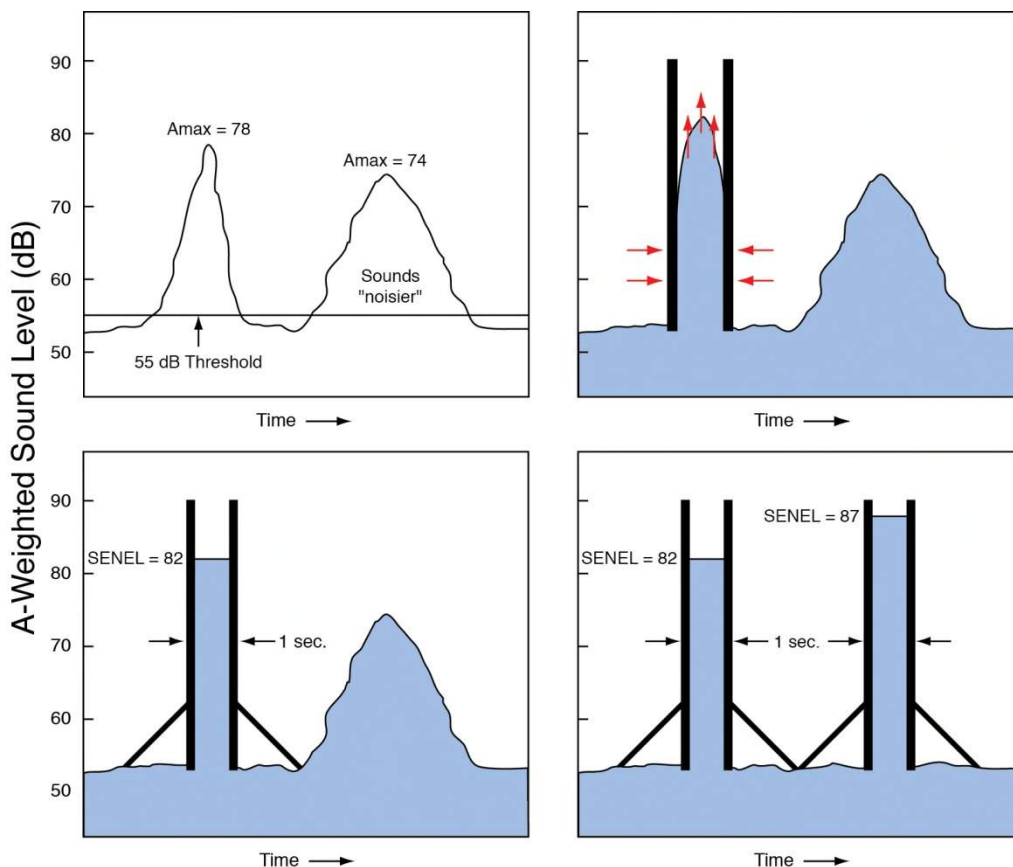 A-Weighted Sound Level (dB)
90
80
70
60
50
Amax = 78
Amax = 74
Sounds
"noisier"
55 dB Threshold
Time
Time
90
80
70
60
50
SENEL = 82
1 sec.
Time
SENEL = 87
SENEL = 82
1 sec.
Time